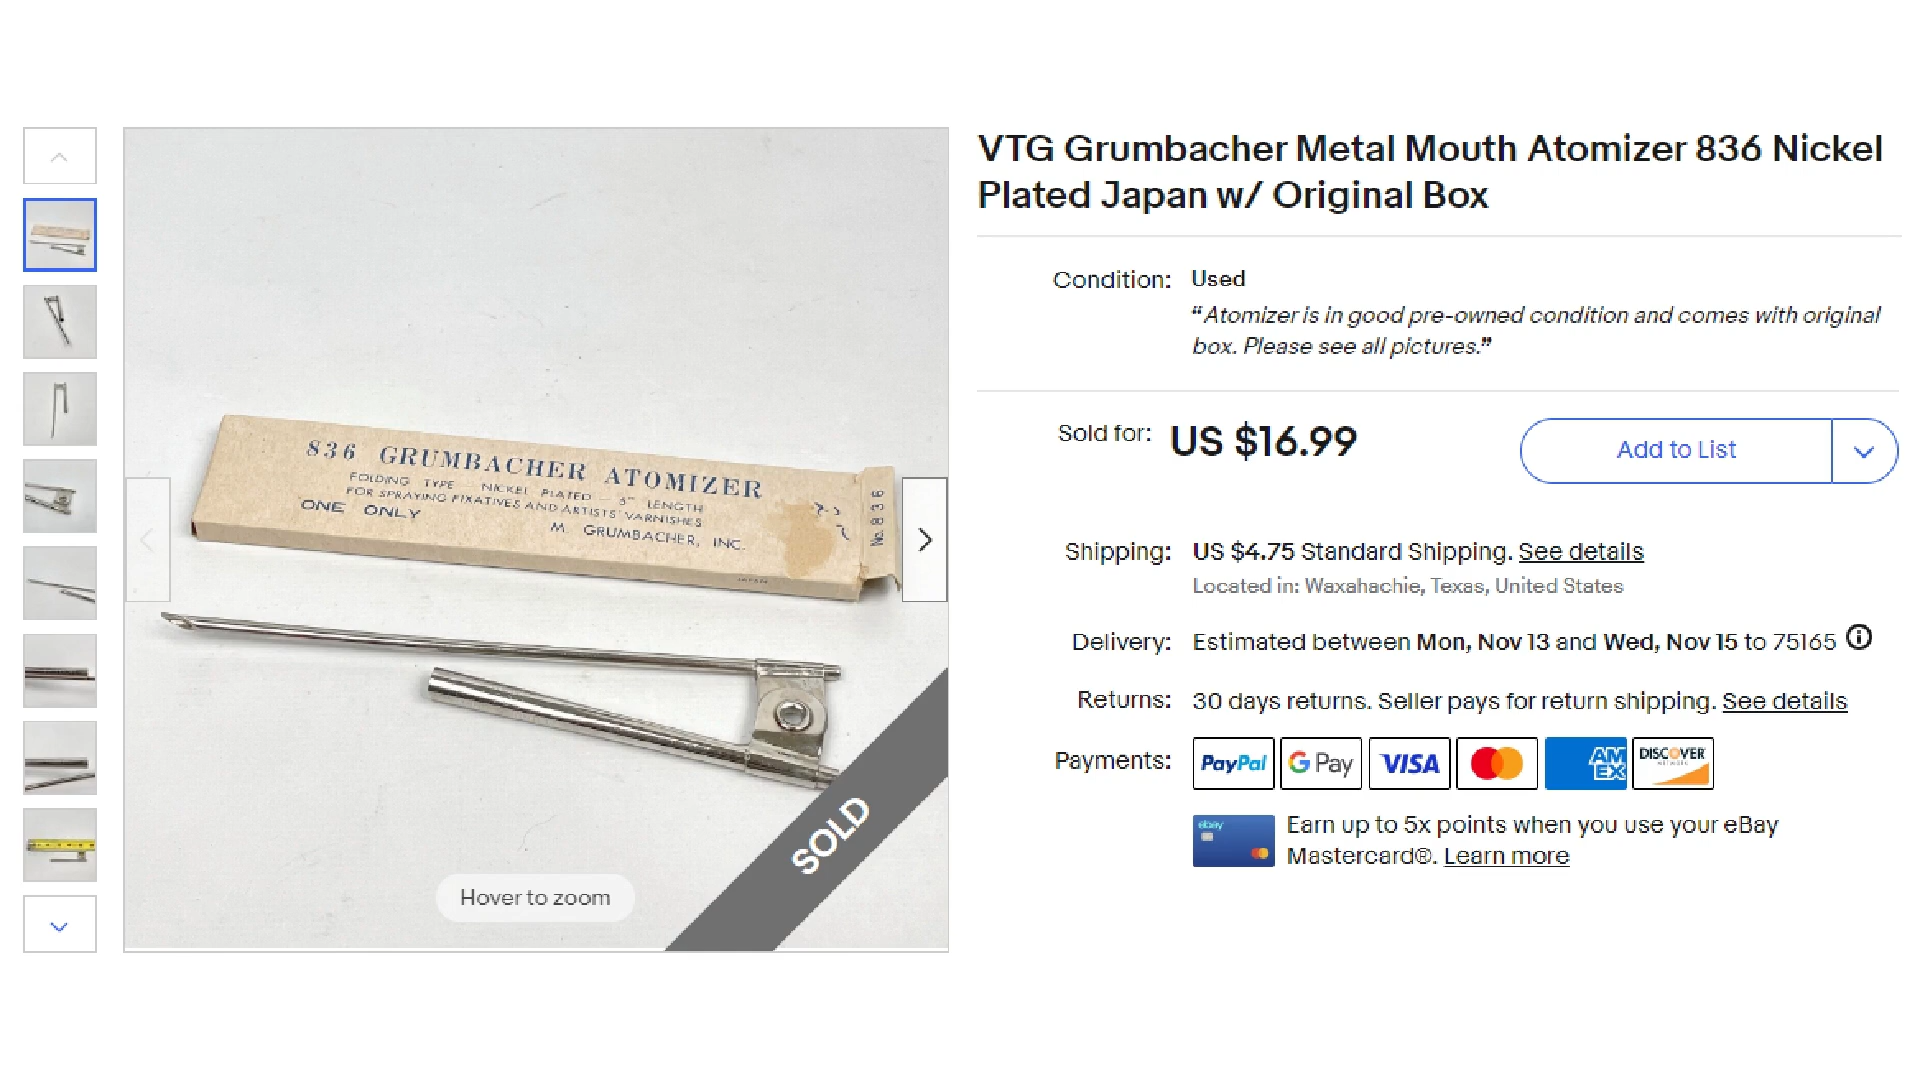 VTG Grumbacher Metal Mouth Atomizer 836 Nickel
Plated Japan w/ Original Box
Condition: Used
“Atomizer is in good pre-owned condition and comes with original
box. Please see all pictures.”
Sold for: US $16.99
Add to List
Shipping: US $4.75 Standard Shipping. See details
Located in: Waxahachie, Texas, United States
Delivery: Estimated between Mon, Nov 13 and Wed, Nov 15 to 75165
Returns: 30 days returns. Seller pays for return shipping. See details
Payments: PayPal G Pay VISA AM EX DISCOVER NETWORK
ebay
Earn up to 5x points when you use your eBay
Mastercard®. Learn more
836 GRUMBACHER ATOMIZER
FOLDING TYPE — NICKEL PLATED — 5" LENGTH
FOR SPRAYING FIXATIVES AND ARTISTS' VARNISHES
ONE ONLY
M. GRUMBACHER, INC.
JAPAN
No. 836
SOLD
Hover to zoom